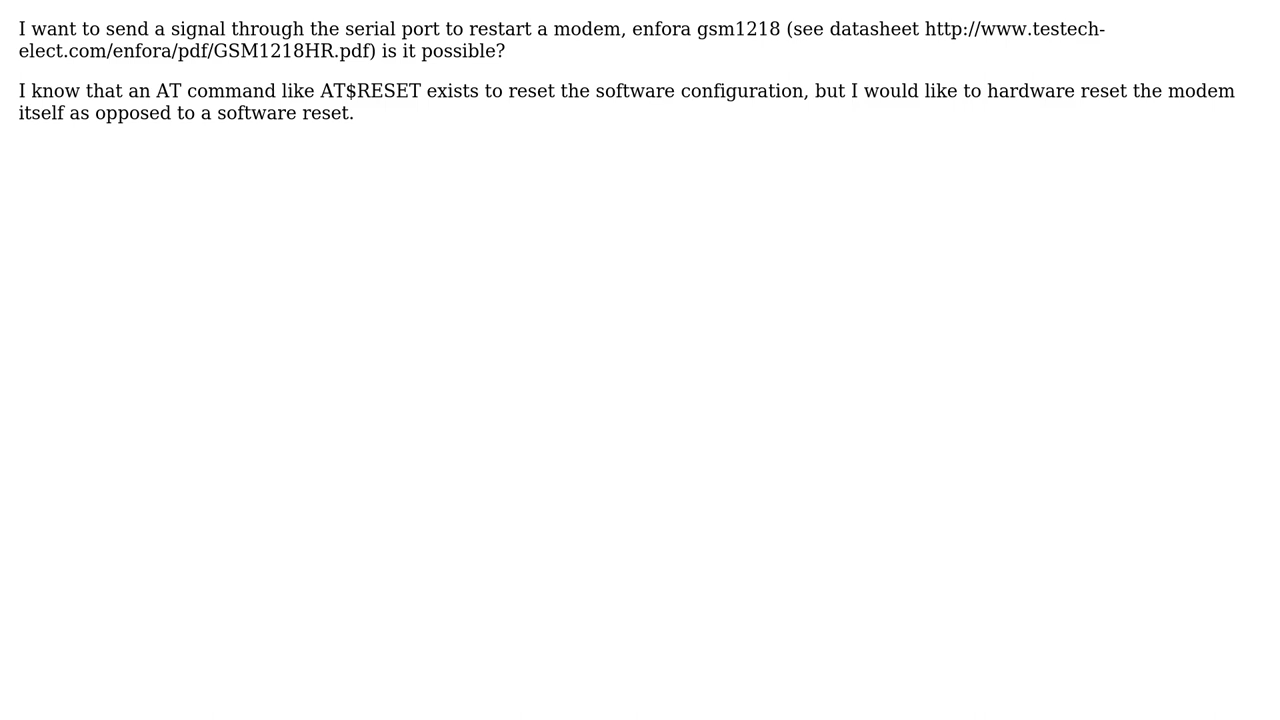 I want to send a signal through the serial port to restart a modem, enfora gsm1218 (see datasheet http://www.testech-
elect.com/enfora/pdf/GSM1218HR.pdf) is it possible?
I know that an AT command like AT$RESET exists to reset the software configuration, but I would like to hardware reset the modem
itself as opposed to a software reset.